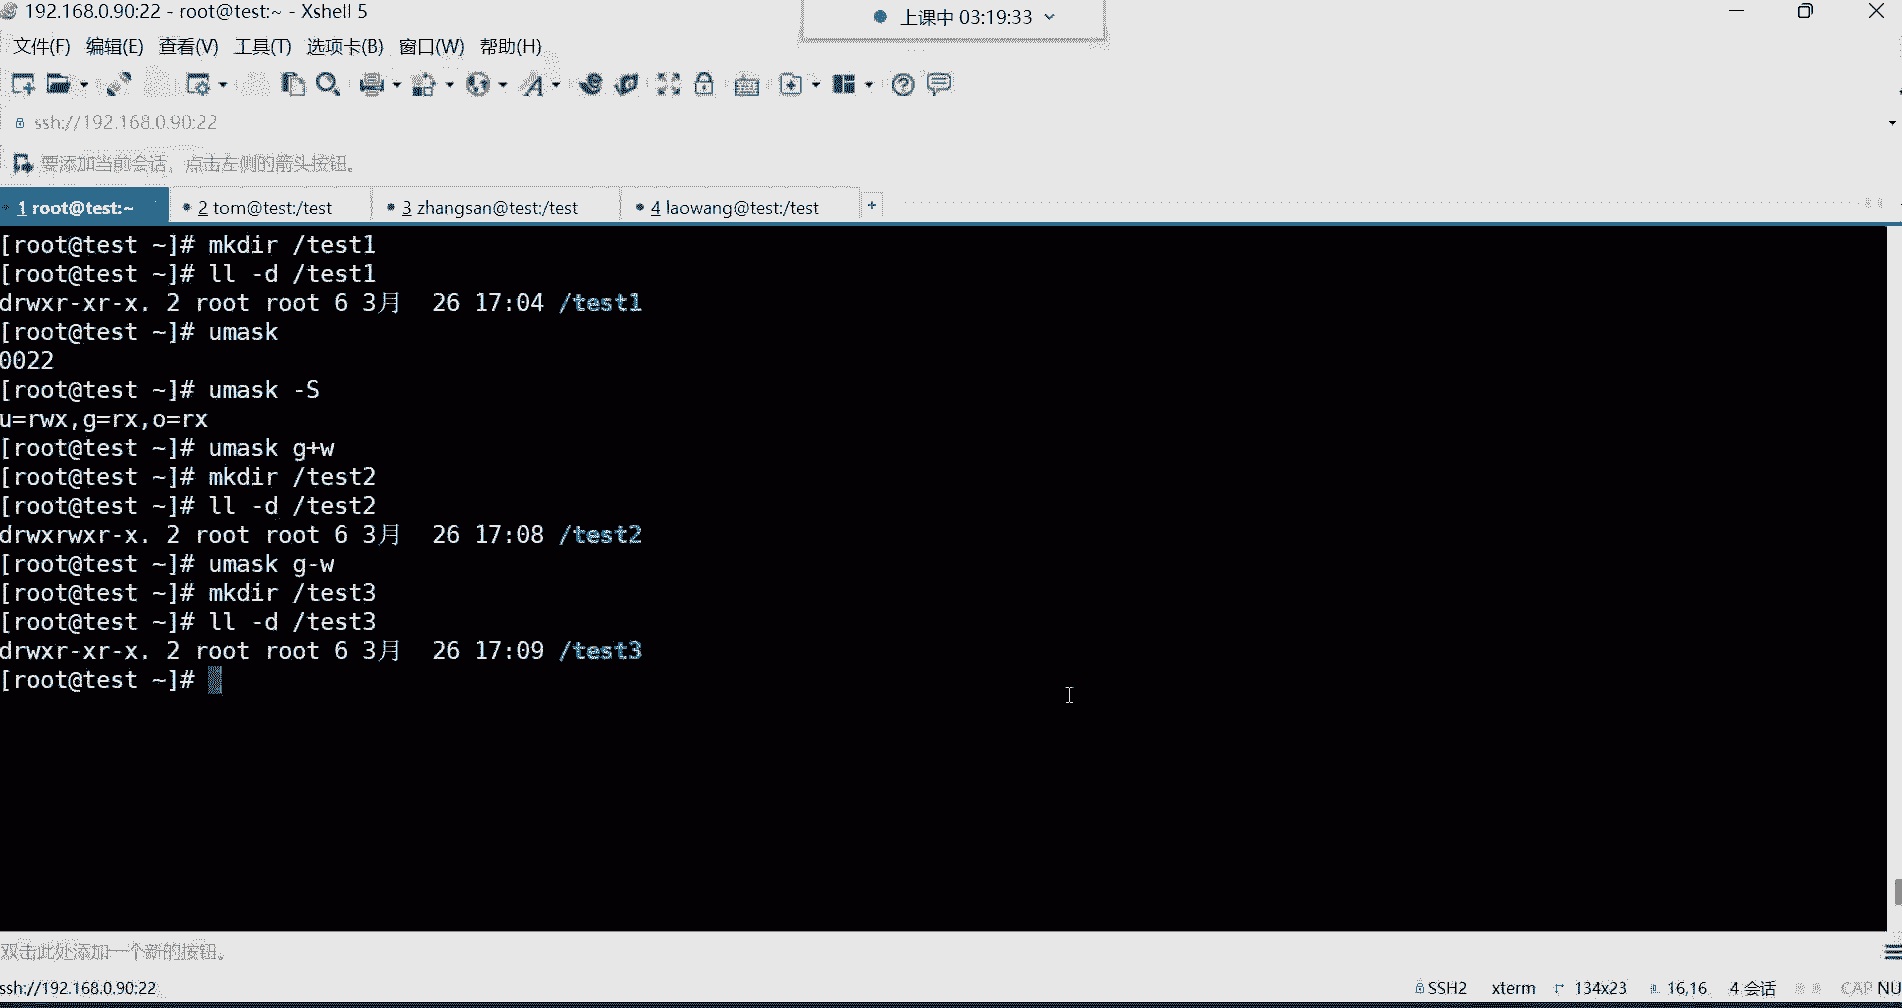 192.168.0.90:22 - root@test:~ - Xshell 5
上课中 03:19:33
文件(F) 编辑(E) 查看(V) 工具(T) 选项卡(B) 窗口(W) 帮助(H)
ssh://192.168.0.90:22
要添加当前会话，点击左侧的箭头按钮。
1 root@test:~ 2 tom@test:/test 3 zhangsan@test:/test 4 laowang@test:/test +
[root@test ~]# mkdir /test1
[root@test ~]# ll -d /test1
drwxr-xr-x. 2 root root 6 3月  26 17:04 /test1
[root@test ~]# umask
0022
[root@test ~]# umask -S
u=rwx,g=rx,o=rx
[root@test ~]# umask g+w
[root@test ~]# mkdir /test2
[root@test ~]# ll -d /test2
drwxrwxr-x. 2 root root 6 3月  26 17:08 /test2
[root@test ~]# umask g-w
[root@test ~]# mkdir /test3
[root@test ~]# ll -d /test3
drwxr-xr-x. 2 root root 6 3月  26 17:09 /test3
[root@test ~]#
双击此处添加一个新的按钮。
ssh://192.168.0.90:22 SSH2 xterm 134x23 16,16 4 会话 CAP NU